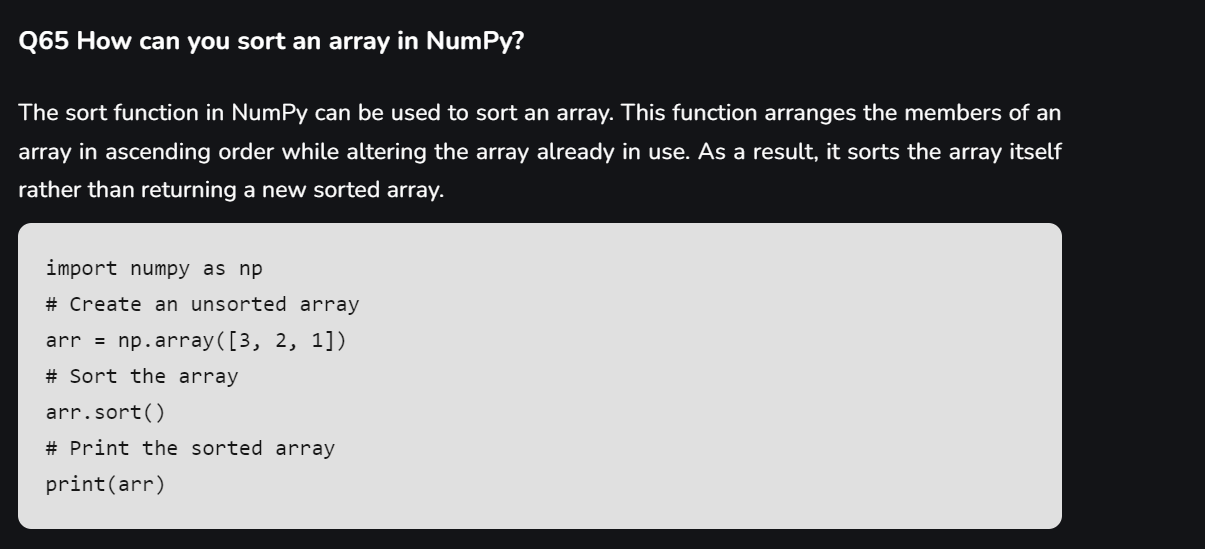 Q65 How can you sort an array in NumPy?
The sort function in NumPy can be used to sort an array. This function arranges the members of an
array in ascending order while altering the array already in use. As a result, it sorts the array itself
rather than returning a new sorted array.
import numpy as np
# Create an unsorted array
arr = np.array([3, 2, 1])
# Sort the array
arr.sort()
# Print the sorted array
print(arr)